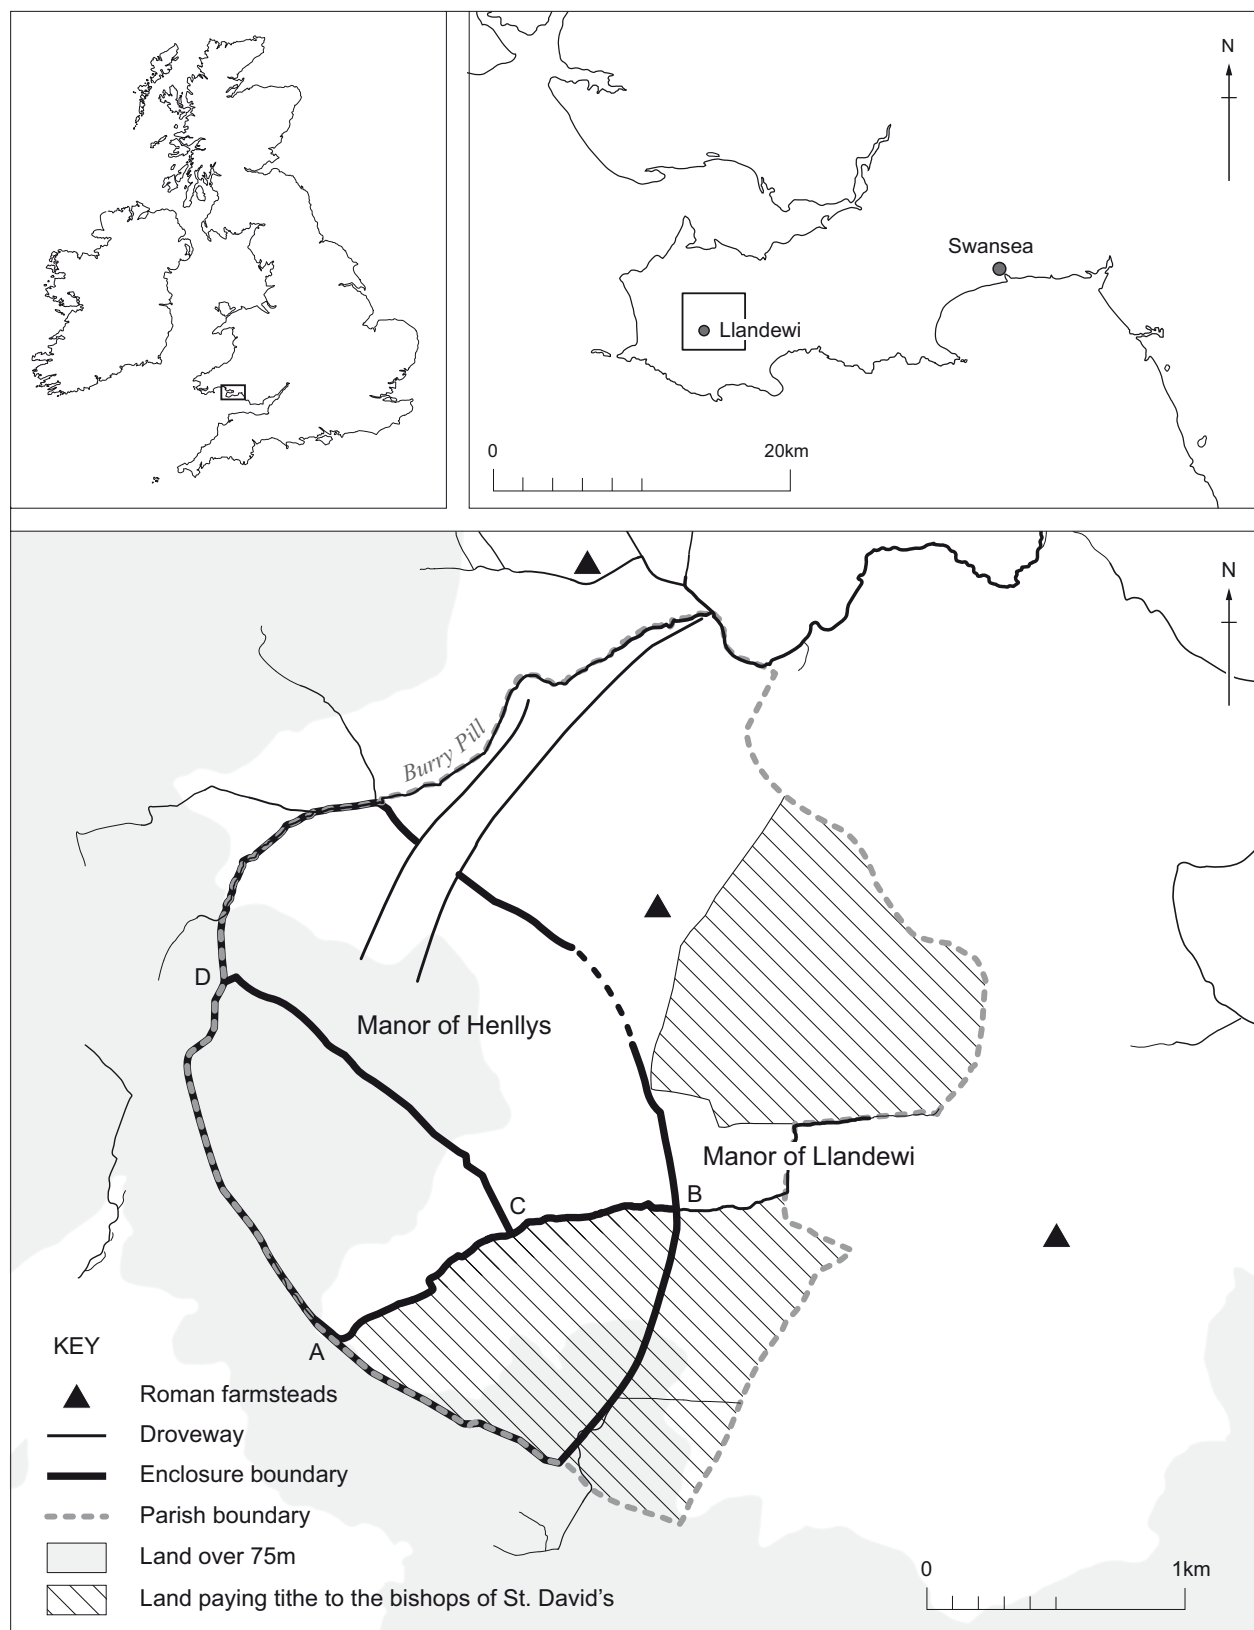 N
Swansea
Llandewi
0 20km
N
Burry Pill
D
Manor of Henllys
Manor of Llandewi
C
B
A
KEY
Roman farmsteads
Droveway
Enclosure boundary
Parish boundary
Land over 75m
Land paying tithe to the bishops of St. David's
0 1km